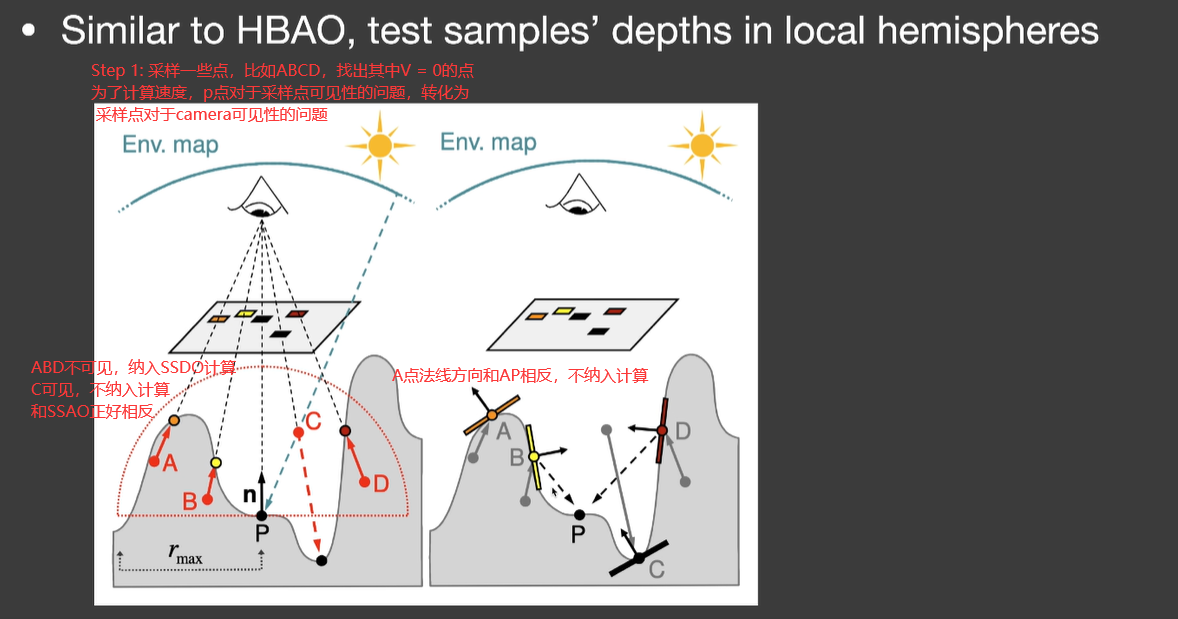 • Similar to HBAO, test samples’ depths in local hemispheres
Step 1: 采样一些点，比如ABCD，找出其中V = 0的点
为了计算速度，p点对于采样点可见性的问题，转化为
采样点对于camera可见性的问题
Env. map
Env. map
ABD不可见，纳入SSDO计算
C可见，不纳入计算
和SSAO正好相反
A点法线方向和AP相反，不纳入计算
C
A
B
n
D
P
r max
A
B
D
P
C